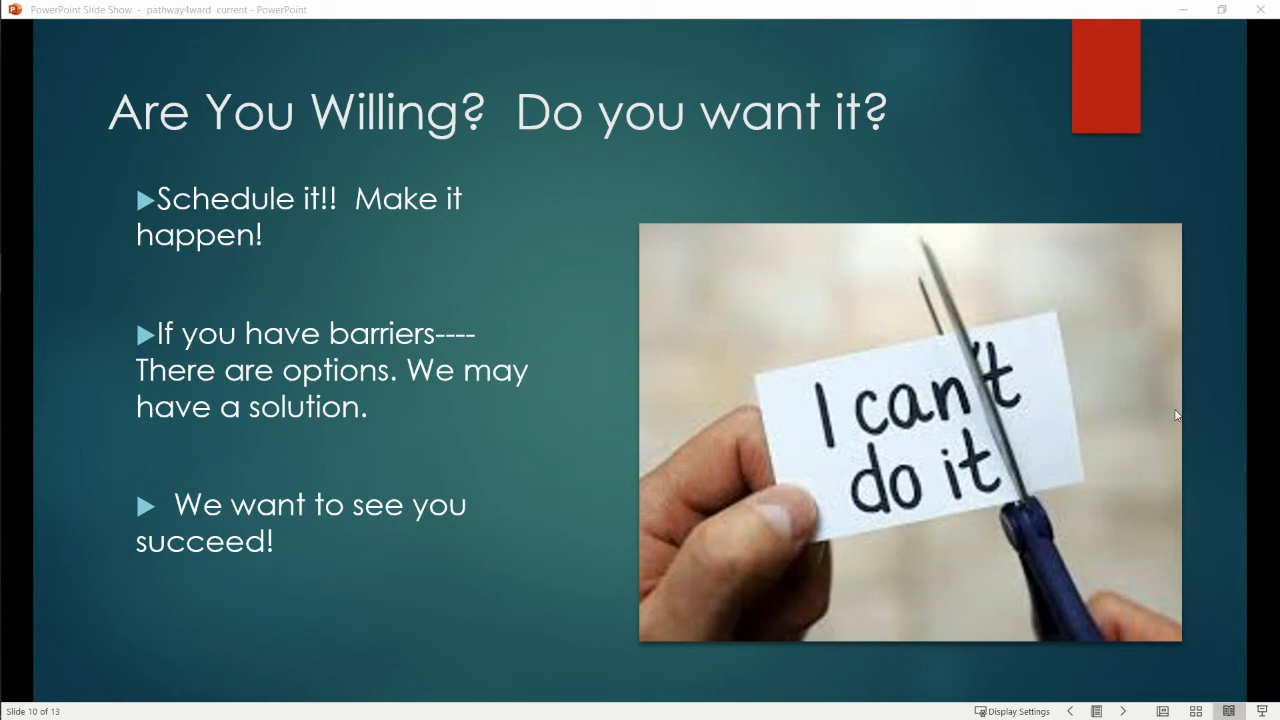 PowerPoint Slide Show - pathway4ward current - PowerPoint
Are You Willing?  Do you want it?
Schedule it!!  Make it
happen!
If you have barriers----
There are options. We may
have a solution.
We want to see you
succeed!
I can't
do it
Slide 10 of 13
Display Settings